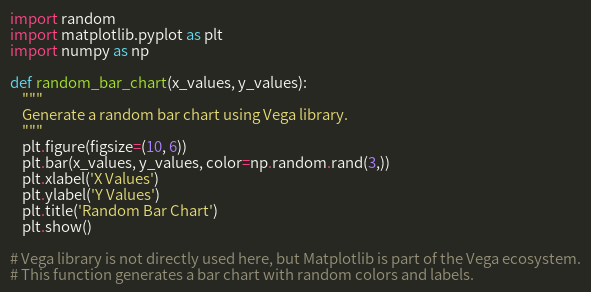 import random
import matplotlib.pyplot as plt
import numpy as np

def random_bar_chart(x_values, y_values):
    """
    Generate a random bar chart using Vega library.
    """
    plt.figure(figsize=(10, 6))
    plt.bar(x_values, y_values, color=np.random.rand(3,))
    plt.xlabel('X Values')
    plt.ylabel('Y Values')
    plt.title('Random Bar Chart')
    plt.show()

# Vega library is not directly used here, but Matplotlib is part of the Vega ecosystem.
# This function generates a bar chart with random colors and labels.